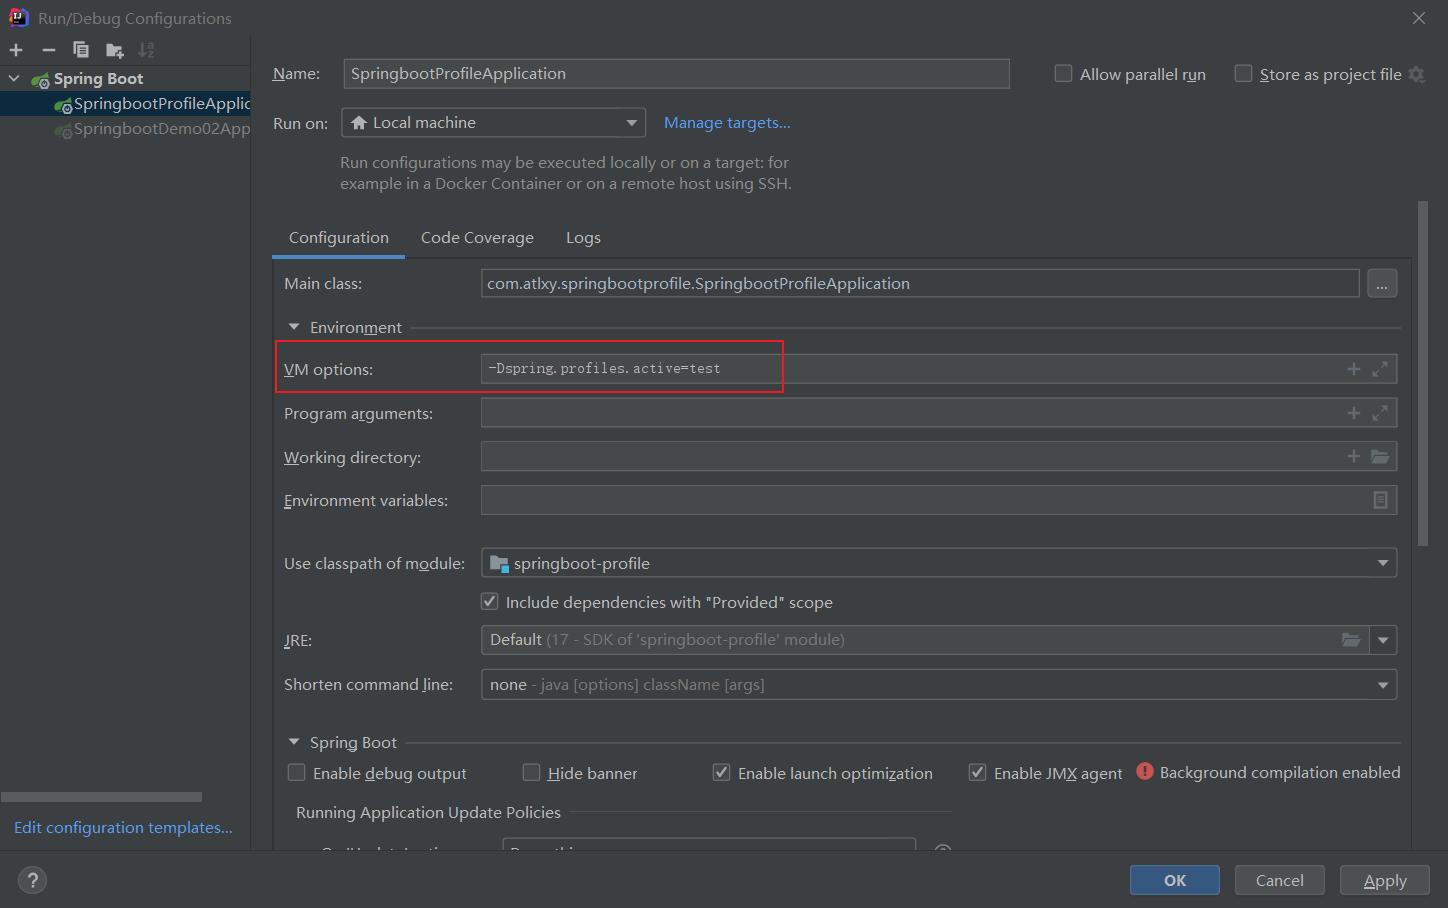 Run/Debug Configurations
Spring Boot
SpringbootProfileApplic
SpringbootDemo02App
Name:
SpringbootProfileApplication
Allow parallel run
Store as project file
Run on:
Local machine
Manage targets...
Run configurations may be executed locally or on a target: for
example in a Docker Container or on a remote host using SSH.
Configuration
Code Coverage
Logs
Main class:
com.atlxy.springbootprofile.SpringbootProfileApplication
...
Environment
VM options:
-Dspring.profiles.active=test
Program arguments:
Working directory:
Environment variables:
Use classpath of module:
springboot-profile
Include dependencies with "Provided" scope
JRE:
Default (17 - SDK of 'springboot-profile' module)
Shorten command line:
none - java [options] className [args]
Spring Boot
Enable debug output
Hide banner
Enable launch optimization
Enable JMX agent
Background compilation enabled
Running Application Update Policies
Edit configuration templates...
?
OK
Cancel
Apply